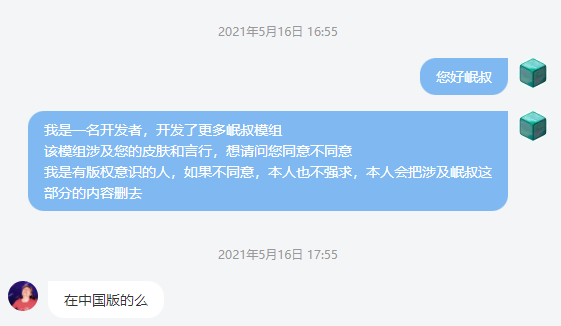 2021年5月16日 16:55
您好岷叔
我是一名开发者，开发了更多岷叔模组
该模组涉及您的皮肤和言行，想请问您同意不同意
我是有版权意识的人，如果不同意，本人也不强求，本人会把涉及岷叔这
部分的内容删去
2021年5月16日 17:55
在中国版的么